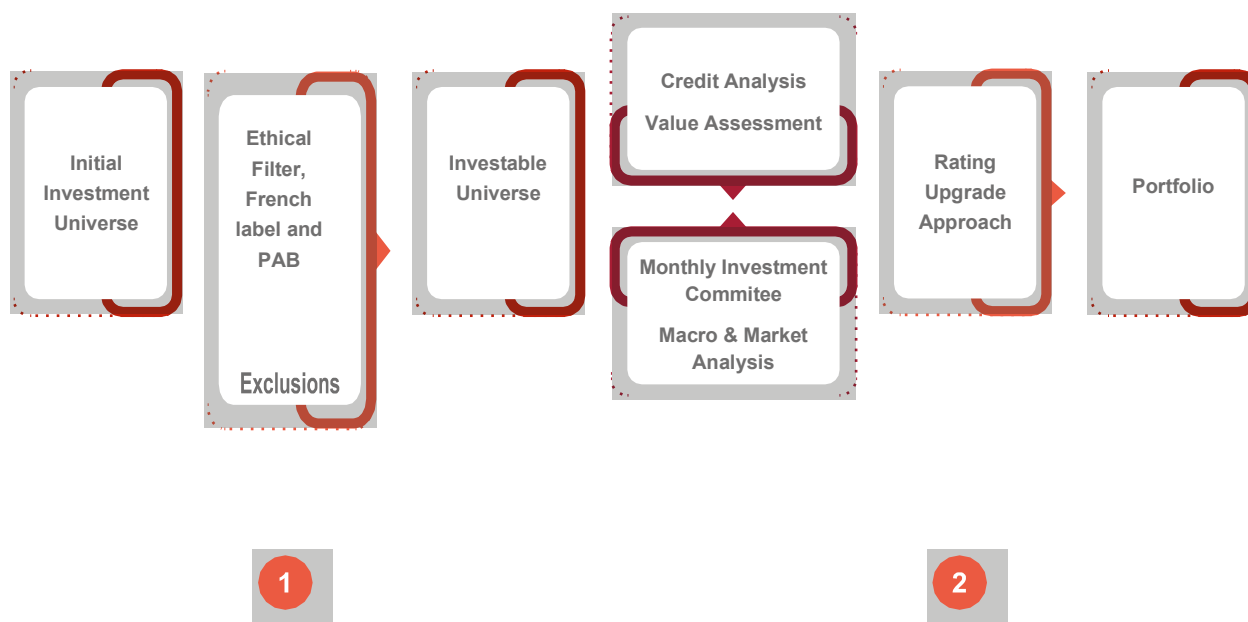 Initial
Investment
Universe
Ethical
Filter,
French
label and
PAB
Exclusions
Investable
Universe
Credit Analysis
Value Assessment
Monthly Investment
Commitee
Macro & Market
Analysis
Rating
Upgrade
Approach
Portfolio
1
2